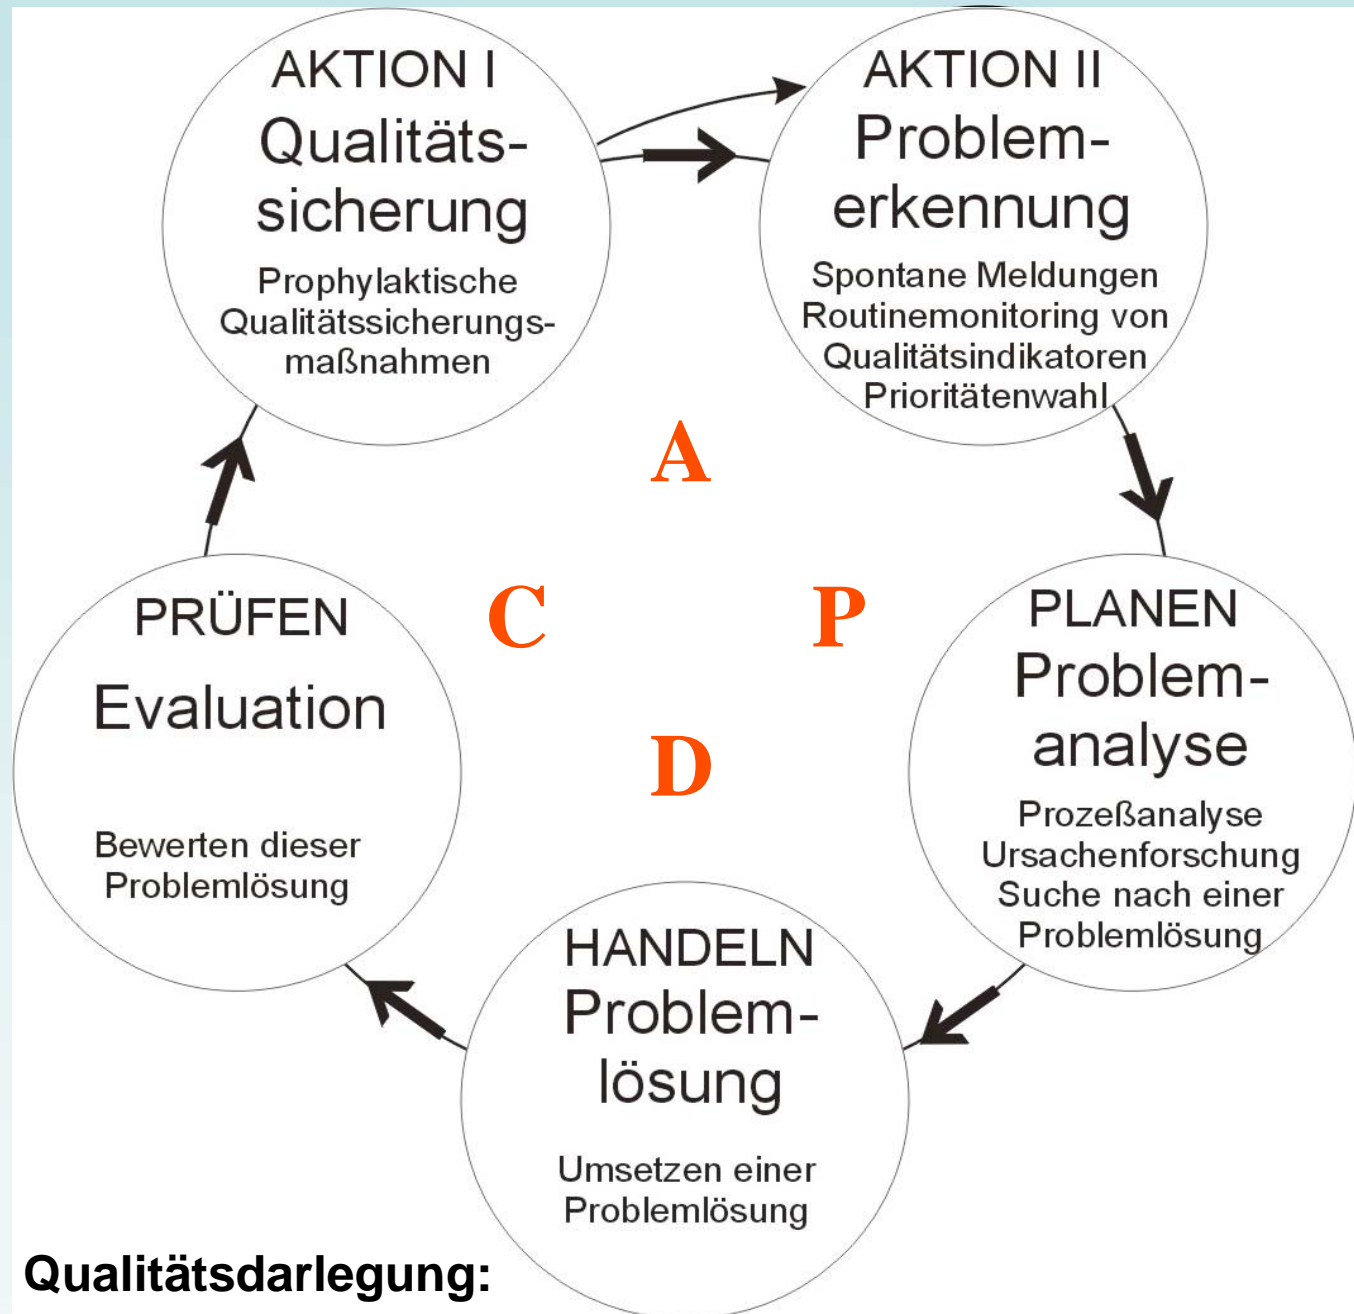 AKTION I
Qualitäts-
sicherung
Prophylaktische
Qualitätssicherungs-
maßnahmen
AKTION II
Problem-
erkennung
Spontane Meldungen
Routinemonitoring von
Qualitätsindikatoren
Prioritätenwahl
A
C
P
D
PLANEN
Problem-
analyse
Prozeßanalyse
Ursachenforschung
Suche nach einer
Problemlösung
HANDELN
Problem-
lösung
Umsetzen einer
Problemlösung
PRÜFEN
Evaluation
Bewerten dieser
Problemlösung
Qualitätsdarlegung: